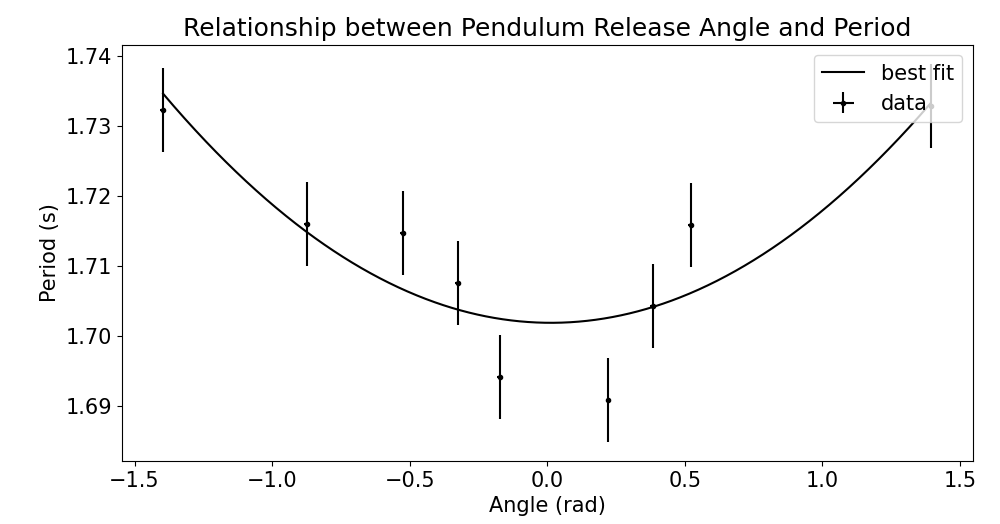 Relationship between Pendulum Release Angle and Period
1.74
1.73
1.72
1.71
1.70
1.69
Period (s)
best fit
data
−1.5 −1.0 −0.5 0.0 0.5 1.0 1.5
Angle (rad)